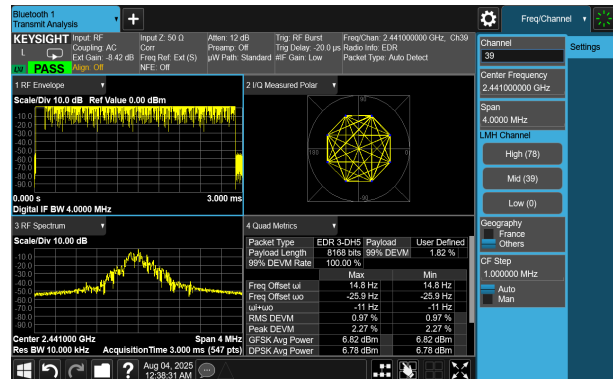 Bluetooth 1
Transmit Analysis
Freq/Channel
KEYSIGHT
L
PASS
Input: RF
Coupling: AC
Ext Gain: -8.42 dB
Align: Off
Input Z: 50 Ω
Corr
Freq Ref: Ext (S)
NFE: Off
Atten: 12 dB
Preamp: Off
µW Path: Standard
Trig: RF Burst
Trig Delay: -20.0 µs
#IF Gain: Low
Freq/Chan: 2.441000000 GHz, Ch39
Radio Info: EDR
Packet Type: Auto Detect
1 RF Envelope
Scale/Div 10.0 dB Ref Value 0.00 dBm
-10.0
-20.0
-30.0
-40.0
-50.0
-60.0
-70.0
-80.0
-90.0
0.000 s 3.000 ms
Digital IF BW 4.0000 MHz
2 I/Q Measured Polar
90
180
0
-90
3 RF Spectrum
Scale/Div 10.00 dB
-10.0
-20.0
-30.0
-40.0
-50.0
-60.0
-70.0
-80.0
-90.0
Center 2.441000 GHz Span 4 MHz
Res BW 10.000 kHz Acquisition Time 3.000 ms (547 pts)
4 Quad Metrics
Packet Type EDR 3-DH5 Payload User Defined
Payload Length 8168 bits 99% DEVM 1.82 %
99% DEVM Rate 100.00 %
Max Min
Freq Offset ωi 14.8 Hz 14.8 Hz
Freq Offset ωo -25.9 Hz -25.9 Hz
ωi+ωo -11 Hz -11 Hz
RMS DEVM 0.97 % 0.97 %
Peak DEVM 2.27 % 2.27 %
GFSK Avg Power 6.82 dBm 6.82 dBm
DPSK Avg Power 6.78 dBm 6.78 dBm
Channel
39
Settings
Center Frequency
2.441000000 GHz
Span
4.0000 MHz
LMH Channel
High (78)
Mid (39)
Low (0)
Geography
France
Others
CF Step
1.000000 MHz
Auto
Man
Aug 04, 2025
12:38:31 AM